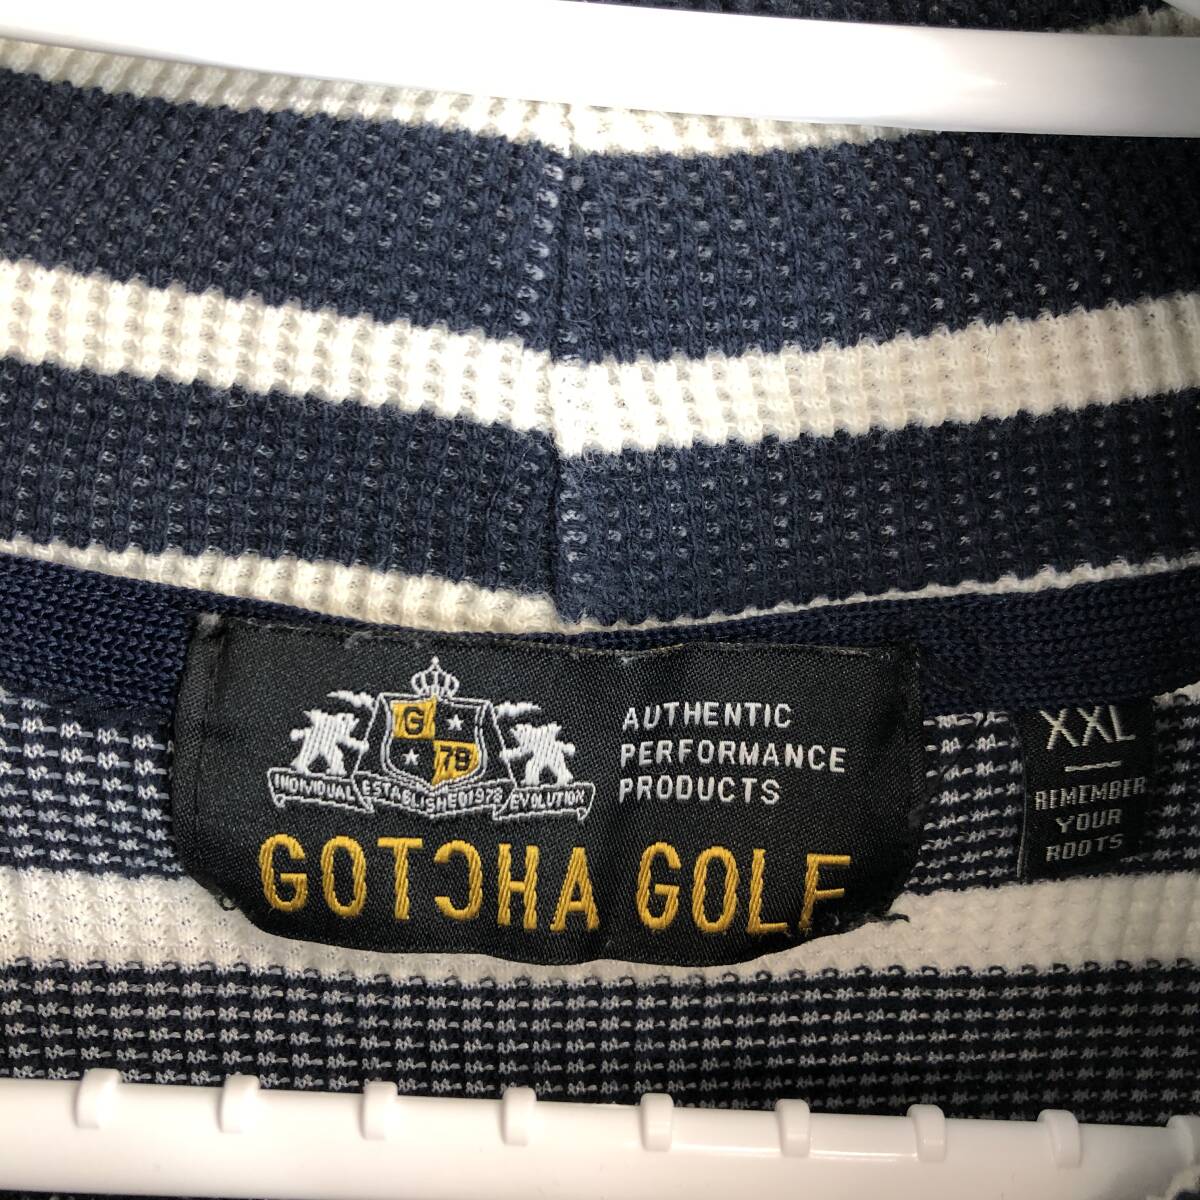 G
78
INDIVIDUAL ESTABLISHED 1978 EVOLUTION
AUTHENTIC
PERFORMANCE
PRODUCTS
GOTCHA GOLF
XXL
REMEMBER
YOUR
ROOTS